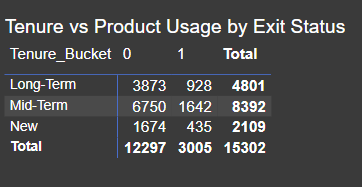 Tenure vs Product Usage by Exit Status
Tenure_Bucket 0 1 Total
Long-Term 3873 928 4801
Mid-Term 6750 1642 8392
New 1674 435 2109
Total 12297 3005 15302